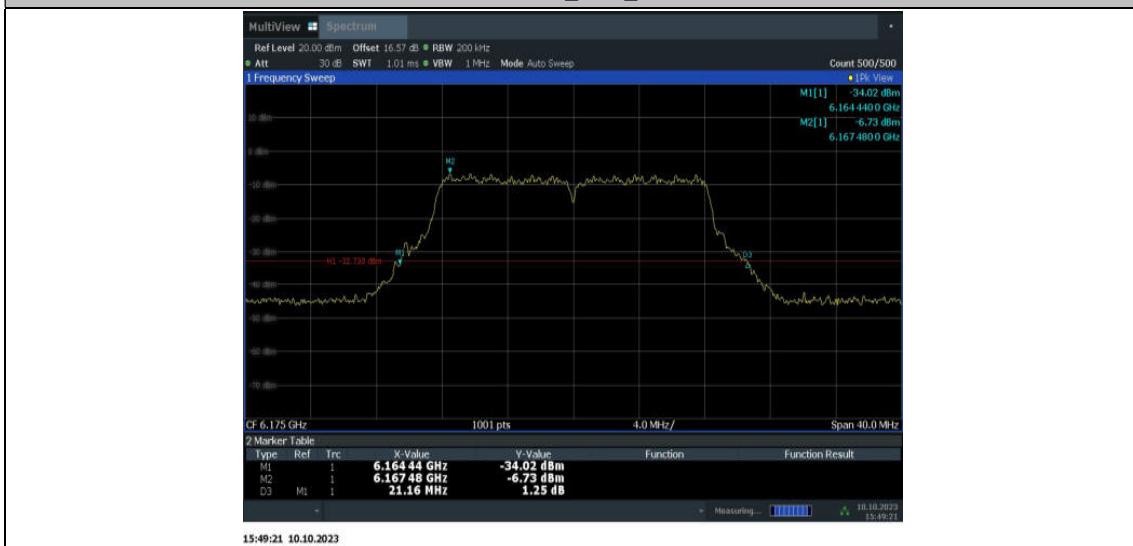 MultiView Spectrum
Ref Level 20.00 dBm Offset 16.57 dB RBW 200 kHz
Att 30 dB SWT 1.01 ms VBW 1 MHz Mode Auto Sweep Count 500/500
1 Frequency Sweep 1Pk View
M1[1] -34.02 dBm
6.164 440 0 GHz
10 dBm
M2[1] -6.73 dBm
6.167 480 0 GHz
0 dBm
M2
-10 dBm
-20 dBm
-30 dBm
M1
D3
H1 -32.730 dBm
-40 dBm
-50 dBm
-60 dBm
-70 dBm
CF 6.175 GHz 1001 pts 4.0 MHz/ Span 40.0 MHz
2 Marker Table
Type Ref Trc X-Value Y-Value Function Function Result
M1 1 6.164 44 GHz -34.02 dBm
M2 1 6.167 48 GHz -6.73 dBm
D3 M1 1 21.16 MHz 1.25 dB
Measuring... 10.10.2023
15:49:21
15:49:21 10.10.2023